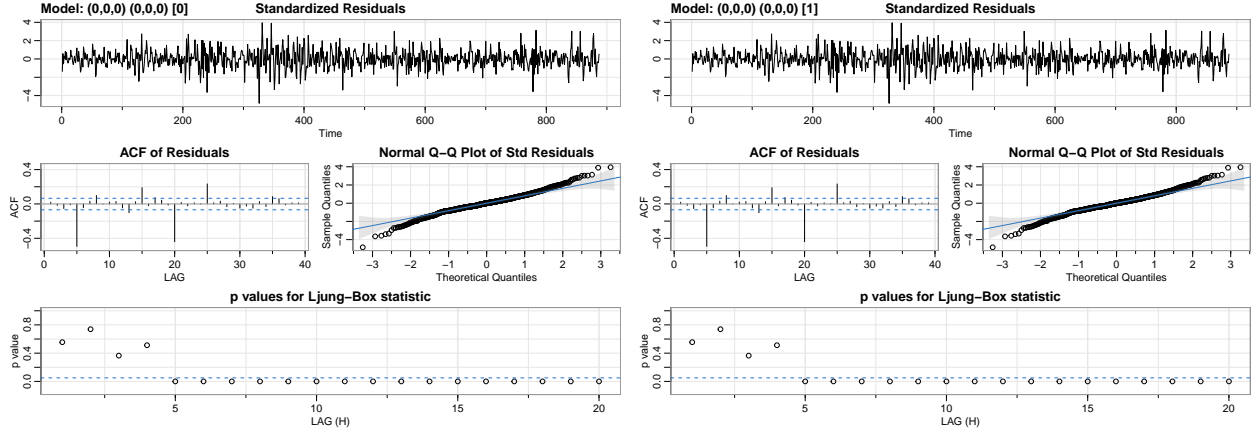 Model: (0,0,0) (0,0,0) [0]
Standardized Residuals
4
2
0
−4
0
200
400
600
800
Time
ACF of Residuals
ACF
0.4
0.0
−0.4
0
10
20
30
40
LAG
Normal Q−Q Plot of Std Residuals
Sample Quantiles
4
2
0
−4
−3
−2
−1
0
1
2
3
Theoretical Quantiles
p values for Ljung−Box statistic
p value
0.8
0.4
0.0
5
10
15
20
LAG (H)
Model: (0,0,0) (0,0,0) [1]
Standardized Residuals
4
2
0
−4
0
200
400
600
800
Time
ACF of Residuals
ACF
0.4
0.0
−0.4
0
10
20
30
40
LAG
Normal Q−Q Plot of Std Residuals
Sample Quantiles
4
2
0
−4
−3
−2
−1
0
1
2
3
Theoretical Quantiles
p values for Ljung−Box statistic
p value
0.8
0.4
0.0
5
10
15
20
LAG (H)